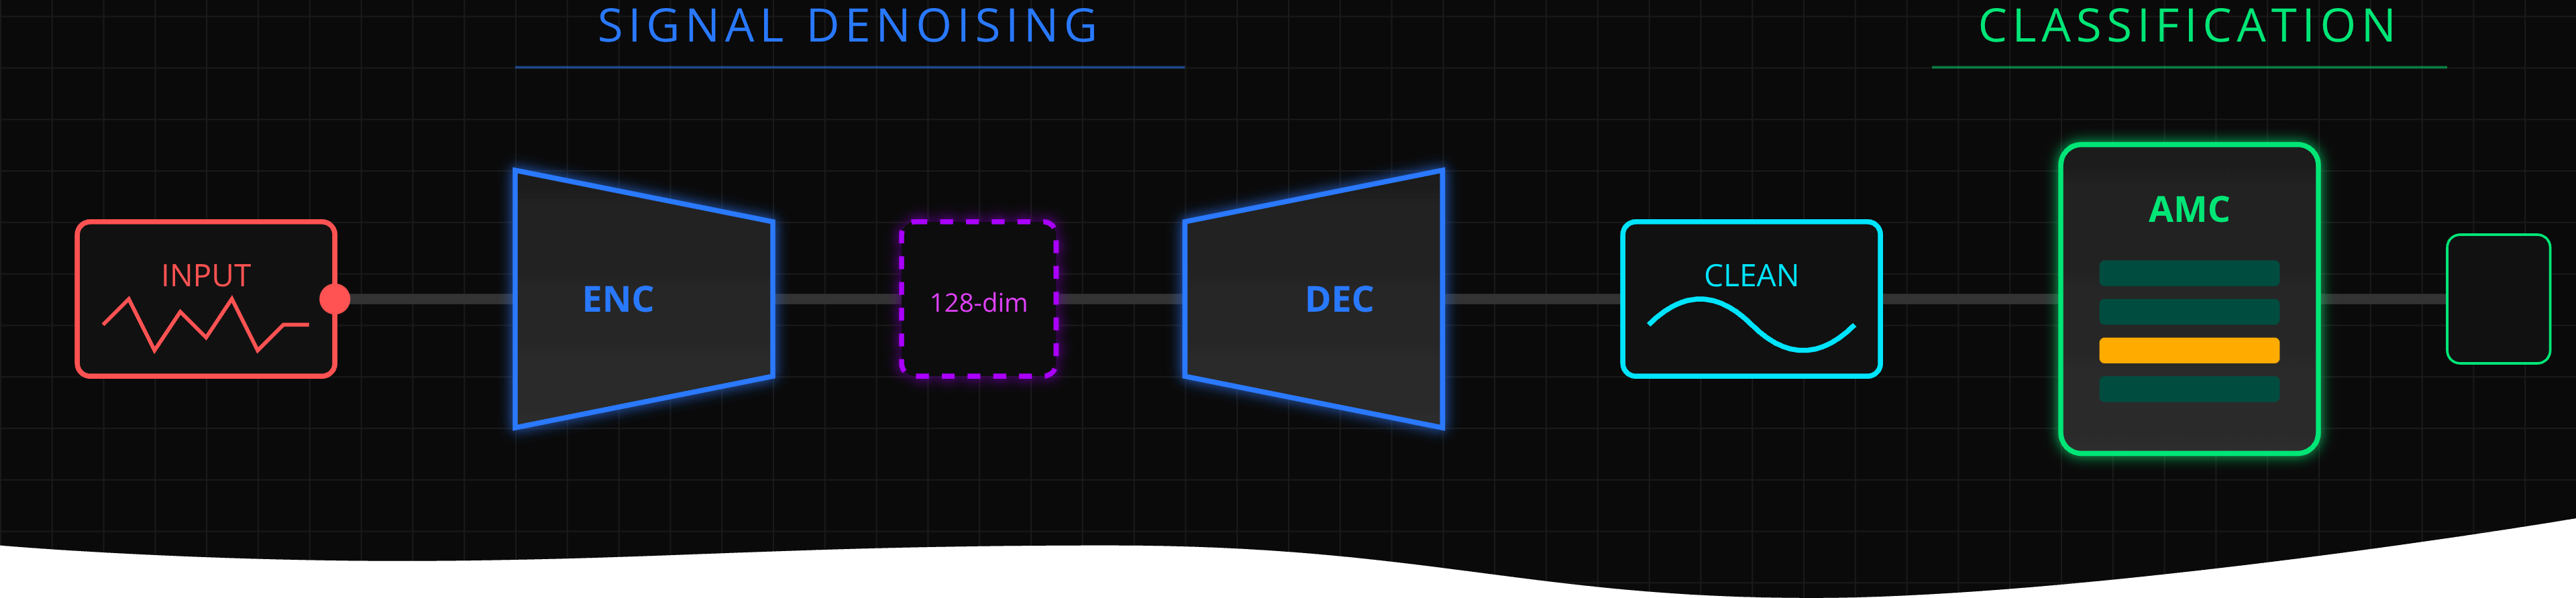 SIGNAL DENOISING
CLASSIFICATION
INPUT
ENC
128-dim
DEC
CLEAN
AMC